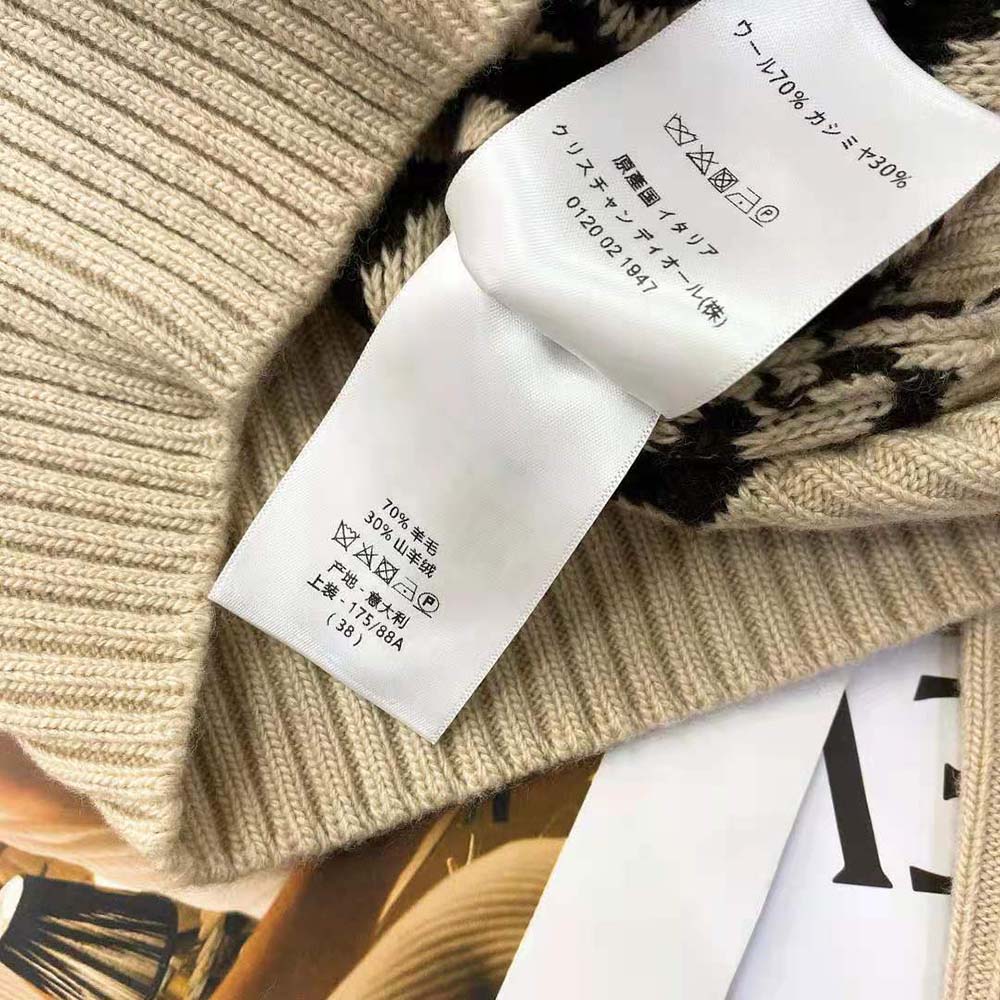 ウール70% カシミヤ30%
原産国 イタリア
クリスチャン デイオール(株)
0120 02 1947
70% 羊毛
30% 山羊绒
产地 - 意大利
上装 - 175/88A
( 38 )